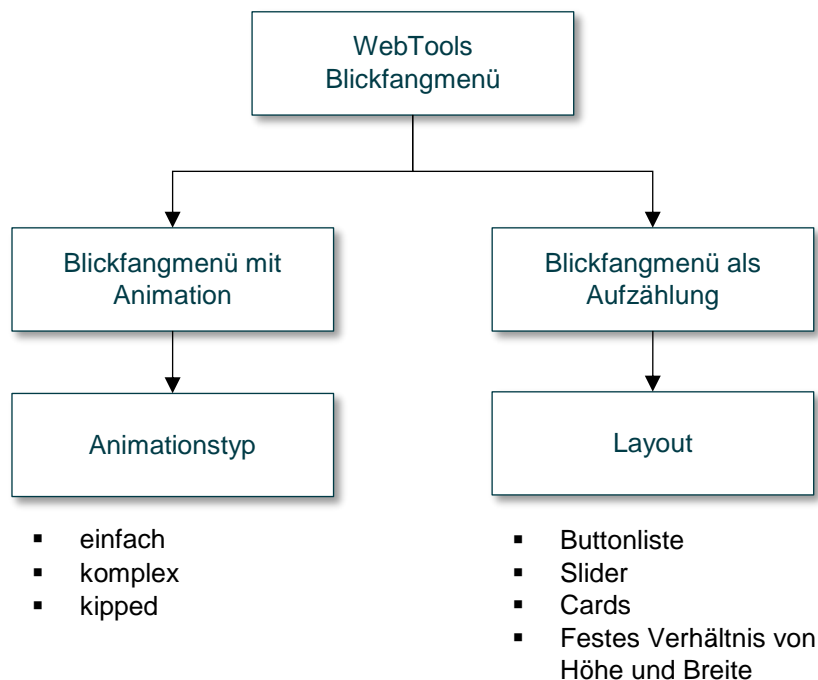 WebTools
Blickfangmenü
Blickfangmenü mit
Animation
Blickfangmenü als
Aufzählung
Animationstyp
Layout
▪ einfach
▪ komplex
▪ kipped
▪ Buttonliste
▪ Slider
▪ Cards
▪ Festes Verhältnis von
Höhe und Breite